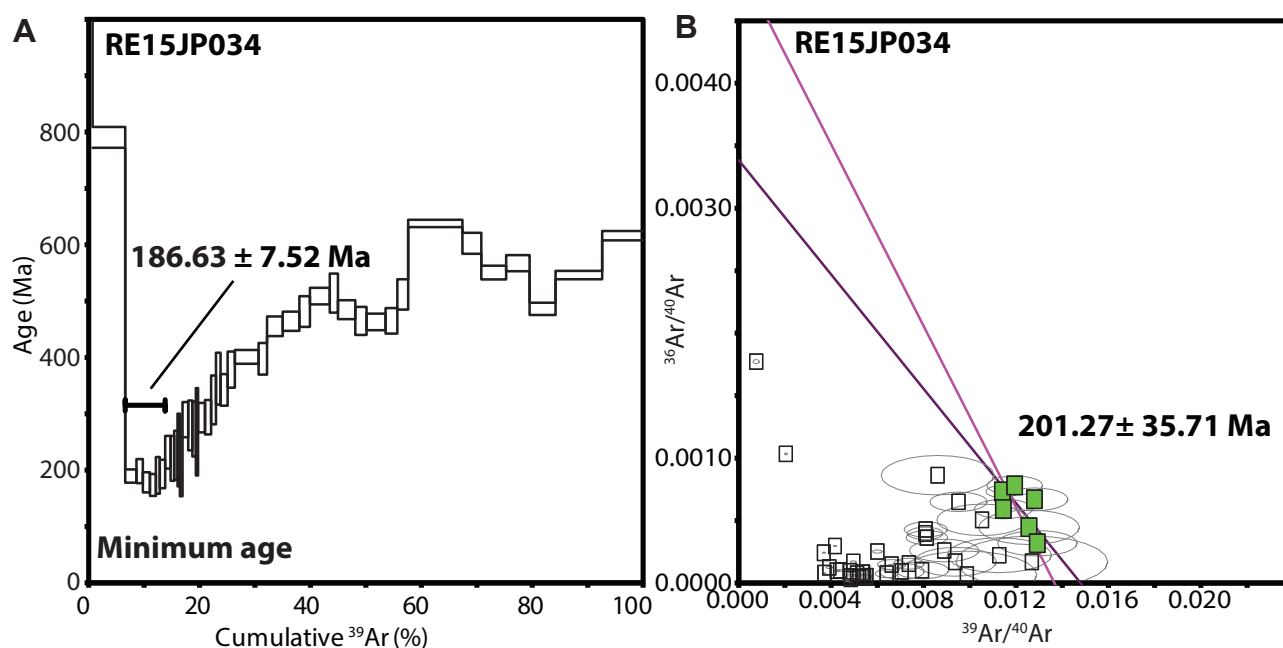 A
RE15JP034
800
600
400
200
0
Age (Ma)
186.63 ± 7.52 Ma
Minimum age
0 20 40 60 80 100
Cumulative ³⁹Ar (%)
B
RE15JP034
0.0040
0.0030
0.0010
0.0000
³⁶Ar/⁴⁰Ar
201.27± 35.71 Ma
0.000 0.004 0.008 0.012 0.016 0.020
³⁹Ar/⁴⁰Ar